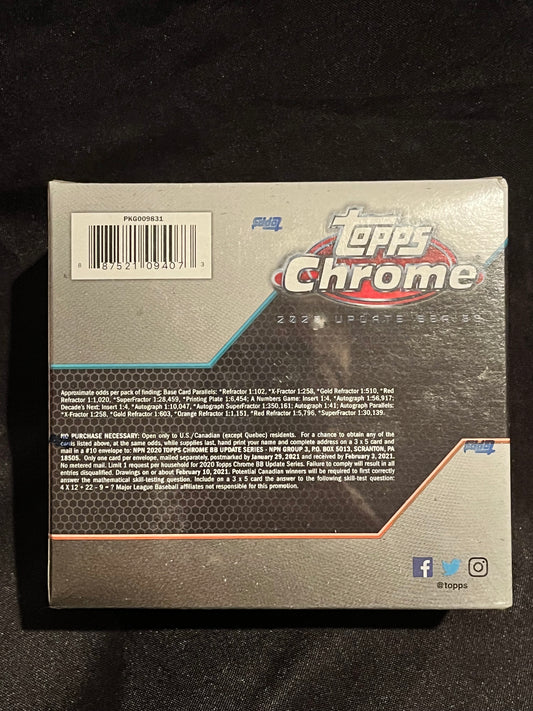 PKG009831
8 87521 09407 3
Topps
topps
Chrome
2020 UPDATE SERIES
Approximate odds per pack of finding: Base Card Parallels: *Refractor 1:102, *X-Fractor 1:258, *Gold Refractor 1:510, *Red
Refractor 1:1,020, *SuperFractor 1:28,459, *Printing Plate 1:6,454; A Numbers Game: Insert 1:4, *Autograph 1:56,917;
Decade's Next: Insert 1:4, *Autograph 1:10,047, *Autograph SuperFractor 1:350,161; Autograph 1:41; Autograph Parallels:
*X-Fractor 1:258, *Gold Refractor 1:603, *Orange Refractor 1:1,151, *Red Refractor 1:5,796, *SuperFractor 1:30,139.
NO PURCHASE NECESSARY: Open only to U.S./Canadian (except Quebec) residents. For a chance to obtain any of the
cards listed above, at the same odds, while supplies last, hand print your name and complete address on a 3 x 5 card and
mail in a #10 envelope to: NPN 2020 TOPPS CHROME BB UPDATE SERIES - NPN GROUP 3, P.O. BOX 5013, SCRANTON, PA
18505. Only one card per envelope, mailed separately, postmarked by January 29, 2021 and received by February 3, 2021.
No metered mail. Limit 1 request per household for 2020 Topps Chrome BB Update Series. Failure to comply will result in all
entries disqualified. Drawings on or about February 10, 2021. Potential Canadian winners will be required to first correctly
answer the mathematical skill-testing question. Include on a 3 x 5 card the answer to the following skill-test question:
4 X 12 + 22 – 9 = ? Major League Baseball affiliates not responsible for this promotion.
Topps
@topps